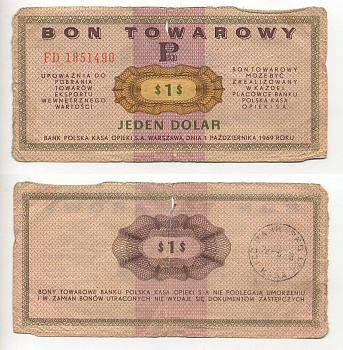 BON TOWAROWY
FD 1851490
UPOWAŻNIA DO
POBRANIA
TOWARÓW
EKSPORTU
WEWNĘTRZNEGO
WARTOŚCI
$1$
BON TOWAROWY
MOŻE BYĆ
ZREALIZOWANY
W KAŻDEJ
PLACÓWCE BANKU
POLSKA KASA
OPIEKI S.A.
JEDEN DOLAR
BANK POLSKA KASA OPIEKI S.A. WARSZAWA, DNIA 1 PAŹDZIERNIKA 1969 ROKU
$1$
BONY TOWAROWE BANKU POLSKA KASA OPIEKI S·A NIE PODLEGAJĄ UMORZENIU
I W ZAMIAN BONÓW UTRACONYCH NIE WYDAJE SIĘ DOKUMENTÓW ZASTĘPCZYCH